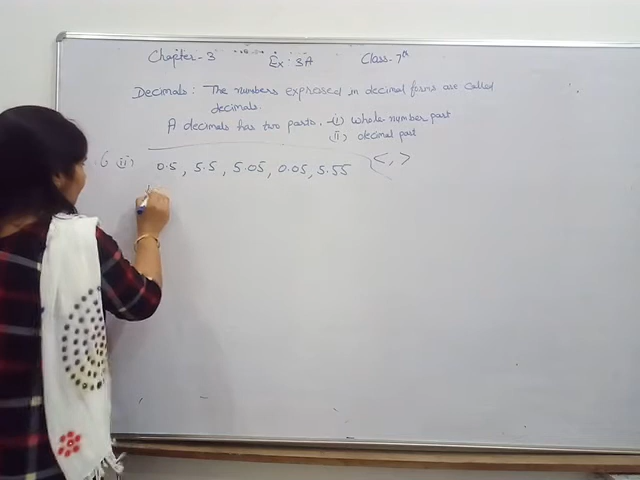 Chapter-3 Ex: 3A Class-7th
Decimals: The numbers expressed in decimal forms are called
decimals.
A decimals has two parts. -(i) whole number part
(ii) decimal part
6 (ii) 0.5, 5.5, 5.05, 0.05, 5.55 <, >